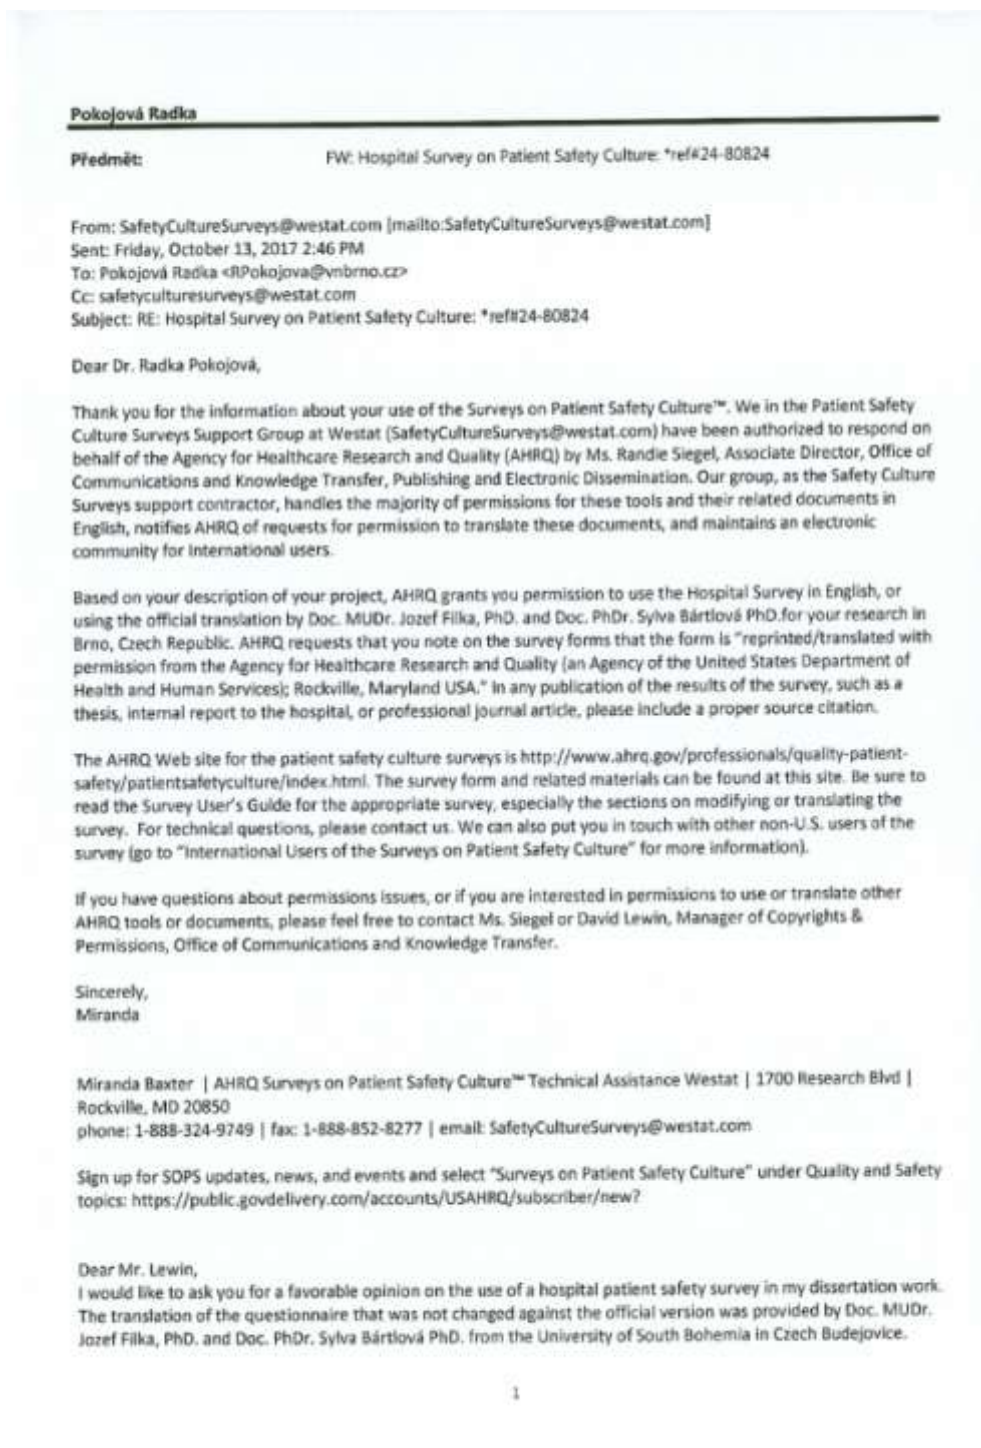 Pokojová Radka
Předmět: FW: Hospital Survey on Patient Safety Culture: *ref#24-80824
From: SafetyCultureSurveys@westat.com [mailto:SafetyCultureSurveys@westat.com]
Sent: Friday, October 13, 2017 2:46 PM
To: Pokojová Radka <RPokojova@vnbrno.cz>
Cc: safetyculturesurveys@westat.com
Subject: RE: Hospital Survey on Patient Safety Culture: *ref#24-80824
Dear Dr. Radka Pokojová,
Thank you for the information about your use of the Surveys on Patient Safety Culture™. We in the Patient Safety
Culture Surveys Support Group at Westat (SafetyCultureSurveys@westat.com) have been authorized to respond on
behalf of the Agency for Healthcare Research and Quality (AHRQ) by Ms. Randie Siegel, Associate Director, Office of
Communications and Knowledge Transfer, Publishing and Electronic Dissemination. Our group, as the Safety Culture
Surveys support contractor, handles the majority of permissions for these tools and their related documents in
English, notifies AHRQ of requests for permission to translate these documents, and maintains an electronic
community for International users.
Based on your description of your project, AHRQ grants you permission to use the Hospital Survey in English, or
using the official translation by Doc. MUDr. Jozef Filka, PhD. and Doc. PhDr. Sylva Bártlová PhD.for your research in
Brno, Czech Republic. AHRQ requests that you note on the survey forms that the form is "reprinted/translated with
permission from the Agency for Healthcare Research and Quality (an Agency of the United States Department of
Health and Human Services); Rockville, Maryland USA." In any publication of the results of the survey, such as a
thesis, internal report to the hospital, or professional journal article, please include a proper source citation.
The AHRQ Web site for the patient safety culture surveys is http://www.ahrq.gov/professionals/quality-patient-
safety/patientsafetyculture/index.html. The survey form and related materials can be found at this site. Be sure to
read the Survey User's Guide for the appropriate survey, especially the sections on modifying or translating the
survey. For technical questions, please contact us. We can also put you in touch with other non-U.S. users of the
survey (go to "International Users of the Surveys on Patient Safety Culture" for more information).
If you have questions about permissions issues, or if you are interested in permissions to use or translate other
AHRQ tools or documents, please feel free to contact Ms. Siegel or David Lewin, Manager of Copyrights &
Permissions, Office of Communications and Knowledge Transfer.
Sincerely,
Miranda
Miranda Baxter | AHRQ Surveys on Patient Safety Culture™ Technical Assistance Westat | 1700 Research Blvd |
Rockville, MD 20850
phone: 1-888-324-9749 | fax: 1-888-852-8277 | email: SafetyCultureSurveys@westat.com
Sign up for SOPS updates, news, and events and select "Surveys on Patient Safety Culture" under Quality and Safety
topics: https://public.govdelivery.com/accounts/USAHRQ/subscriber/new?
Dear Mr. Lewin,
I would like to ask you for a favorable opinion on the use of a hospital patient safety survey in my dissertation work.
The translation of the questionnaire that was not changed against the official version was provided by Doc. MUDr.
Jozef Filka, PhD. and Doc. PhDr. Sylva Bártlová PhD. from the University of South Bohemia in Czech Budejovice.
1